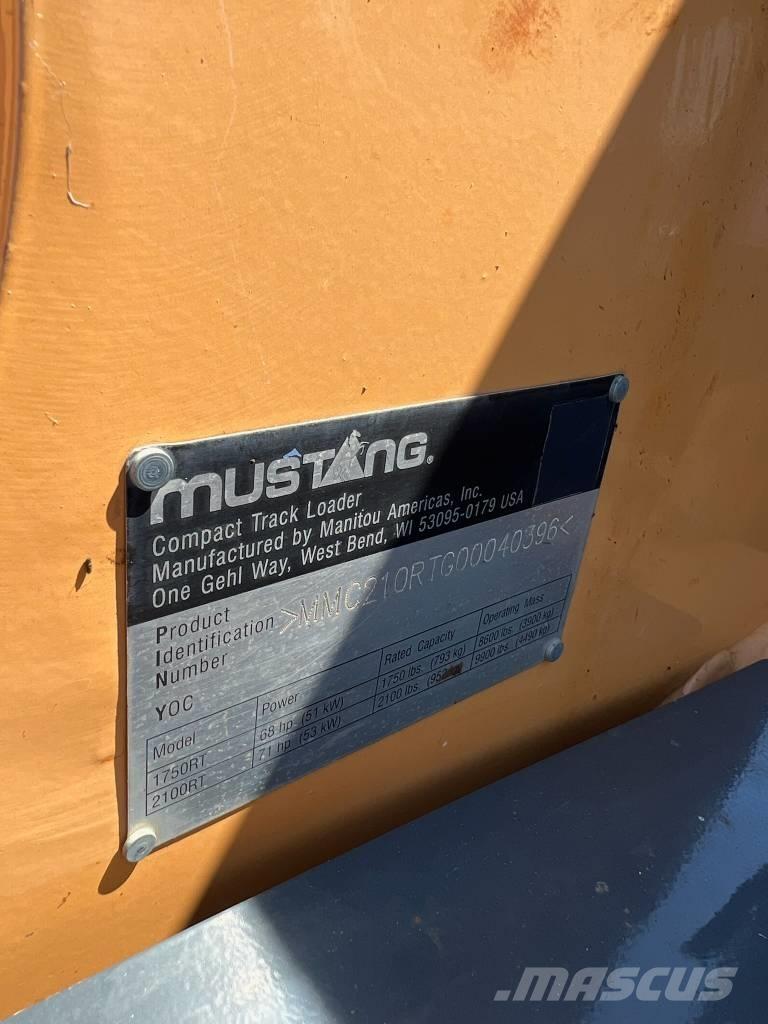 MUSTANG®
Compact Track Loader
Manufactured by Manitou Americas, Inc.
One Gehl Way, West Bend, WI 53095-0179 USA
Product
Identification >MMC210RTG00040396<
Number
YOC
Model Power Rated Capacity Operating Mass
1750RT 68 hp (51 kW) 1750 lbs. (793 kg) 8600 lbs. (3900 kg)
2100RT 71 hp (53 kW) 2100 lbs. 9900 lbs. (4490 kg)
MASCUS